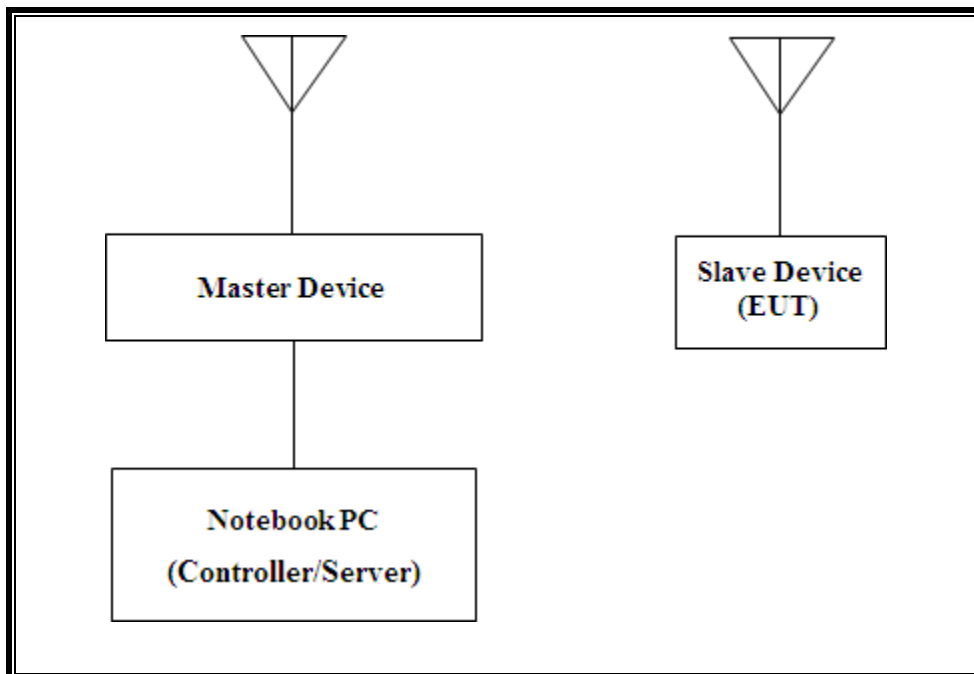 Master Device
Slave Device
(EUT)
Notebook PC
(Controller/Server)